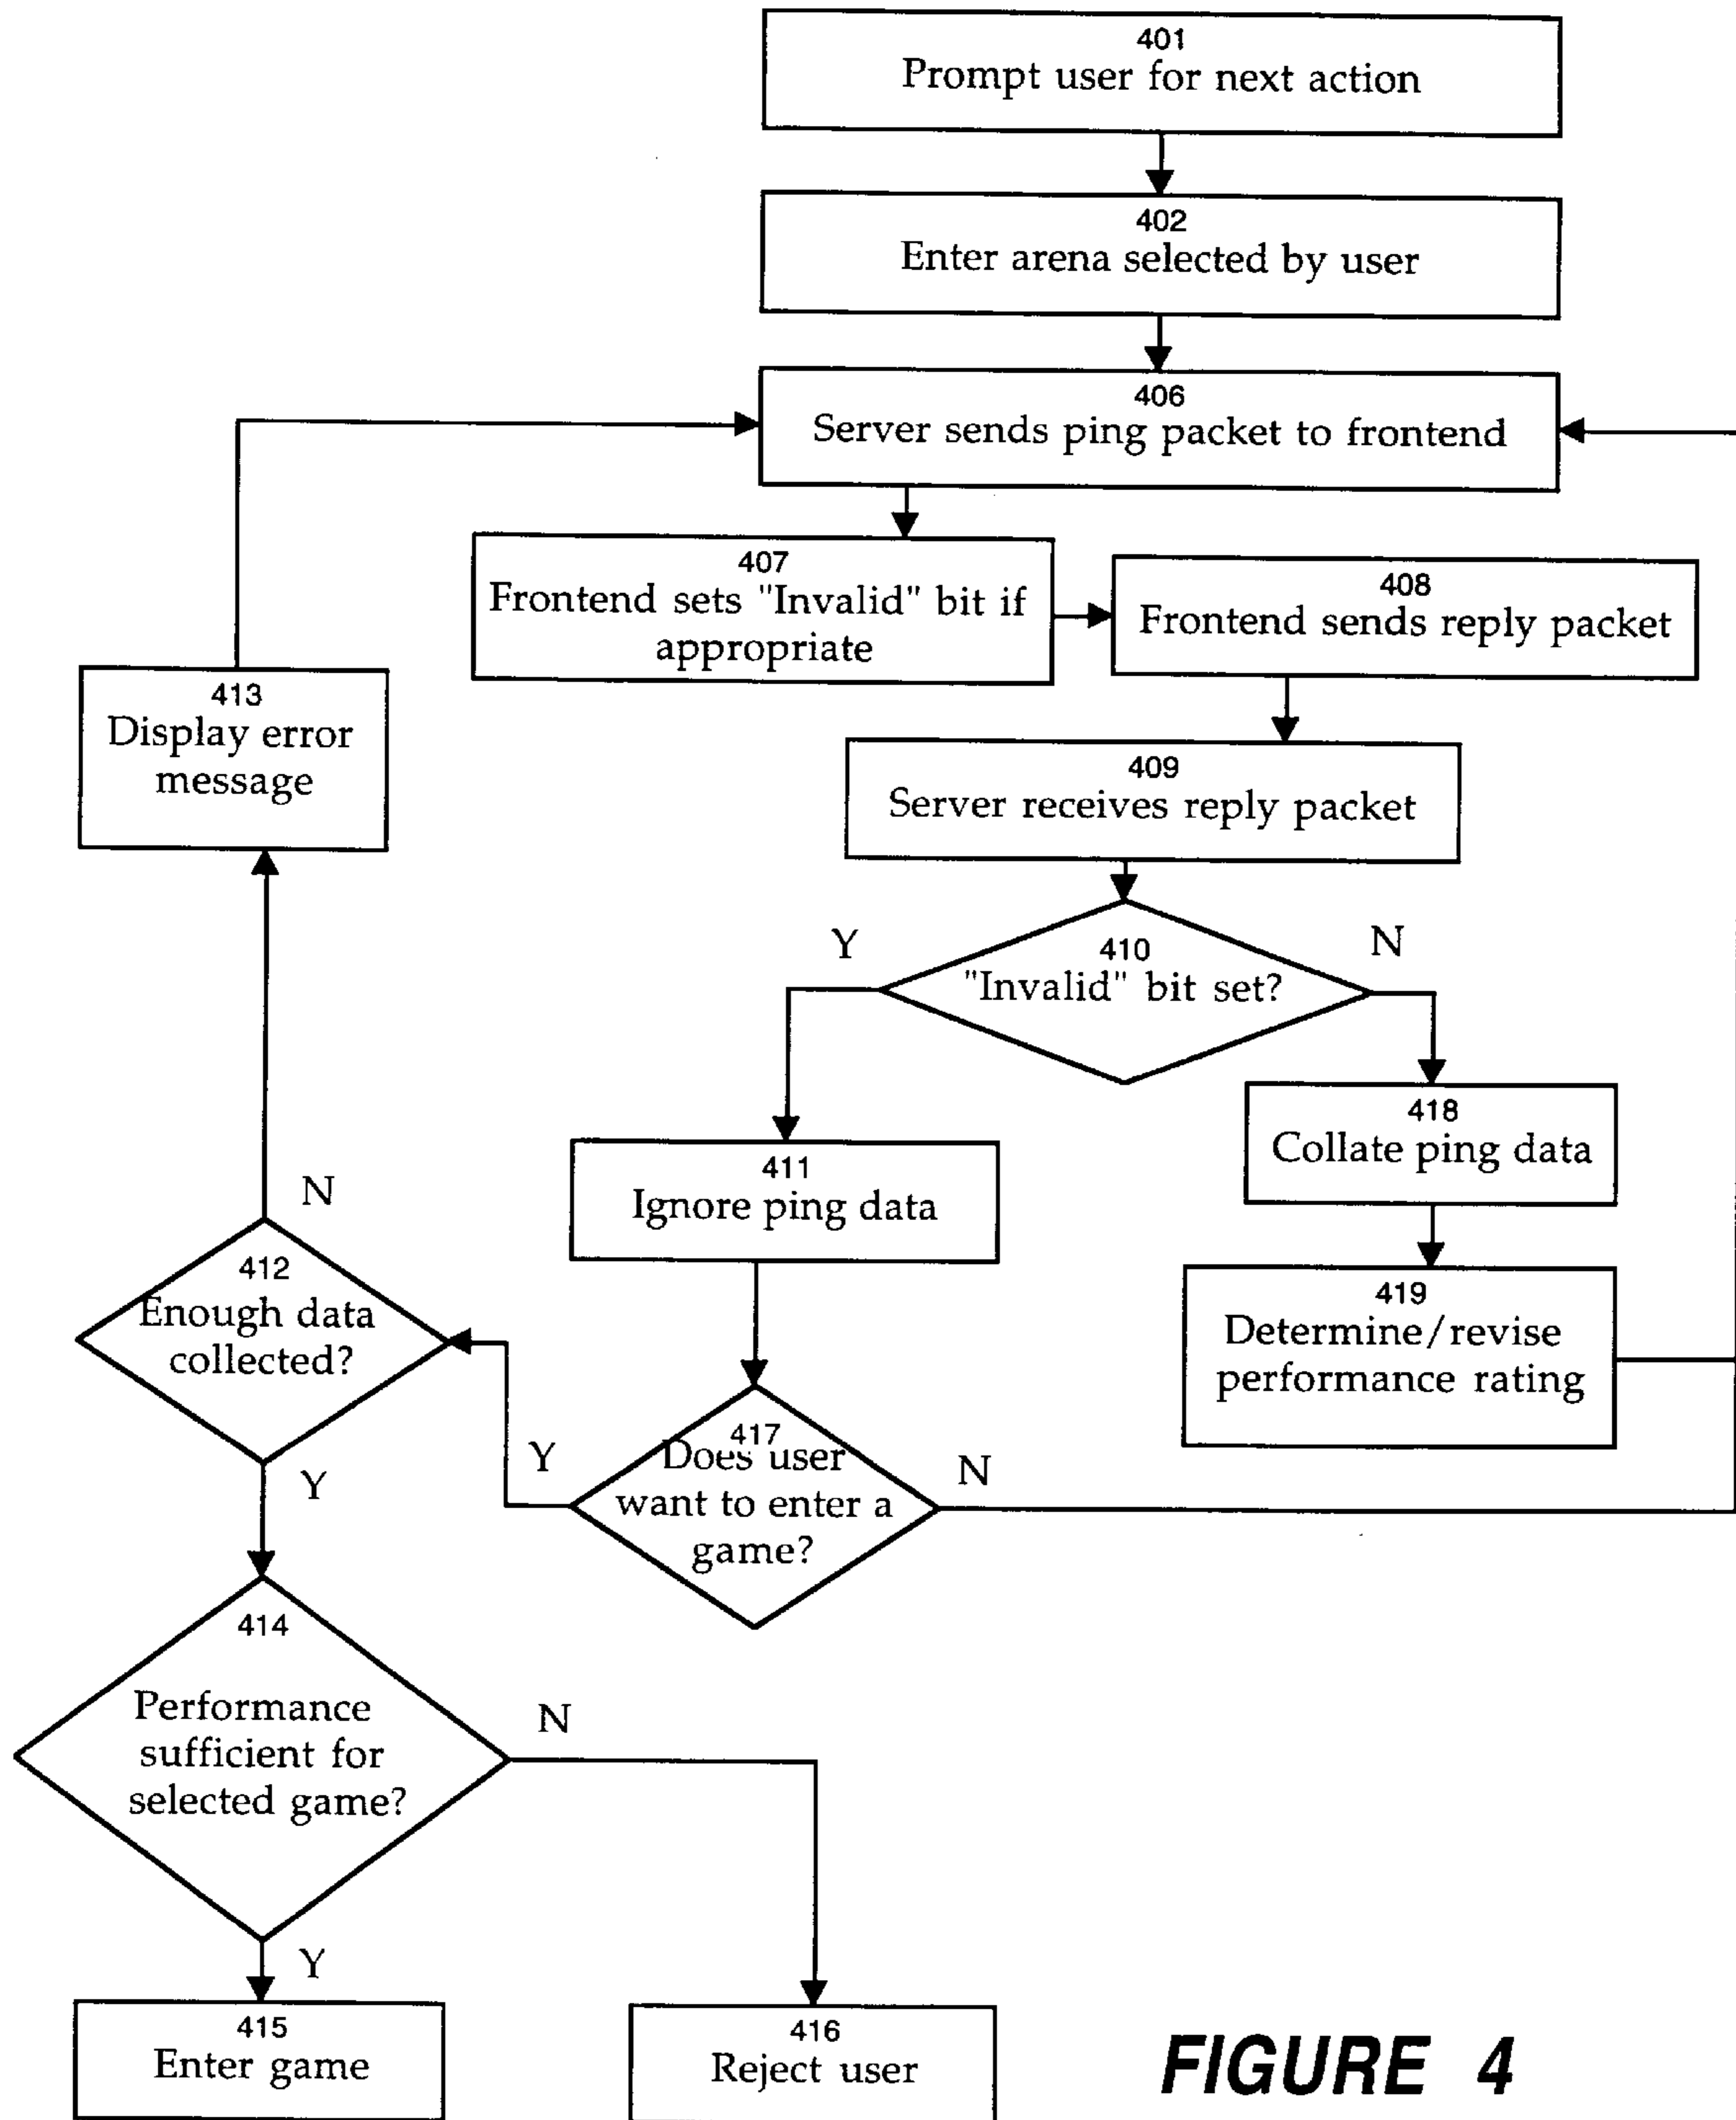 401
Prompt user for next action
402
Enter arena selected by user
406
Server sends ping packet to frontend
407
Frontend sets "Invalid" bit if
appropriate
408
Frontend sends reply packet
413
Display error
message
409
Server receives reply packet
Y
410
"Invalid" bit set?
N
411
Ignore ping data
418
Collate ping data
N
412
Enough data
collected?
Y
419
Determine/revise
performance rating
417
Does user
want to enter a
game?
Y
N
414
Performance
sufficient for
selected game?
N
Y
415
Enter game
416
Reject user
FIGURE 4